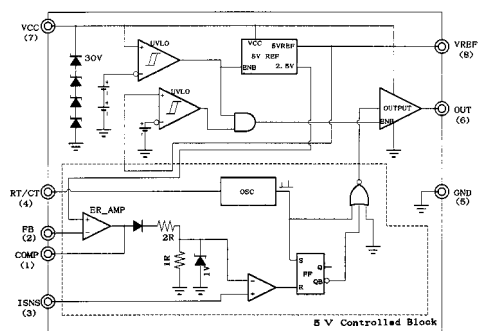 VCC
(7)
30V
UVLO
VCC
5VREF
5V REF
2.5V
ENB
VREF
(8)
UVLO
OUTPUT
ENB
OUT
(6)
RT/CT
(4)
OSC
GND
(5)
ER_AMP
FB
(2)
COMP
(1)
2R
1R
1V
S
Q
FF
QB
R
ISNS
(3)
5 V Controlled Block